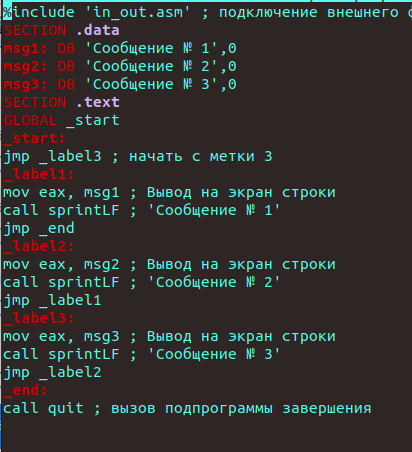 %include 'in_out.asm' ; подключение внешнего
SECTION .data
msg1: DB 'Сообщение № 1',0
msg2: DB 'Сообщение № 2',0
msg3: DB 'Сообщение № 3',0
SECTION .text
GLOBAL _start
_start:
jmp _label3 ; начать с метки 3
_label1:
mov eax, msg1 ; Вывод на экран строки
call sprintLF ; 'Сообщение № 1'
jmp _end
_label2:
mov eax, msg2 ; Вывод на экран строки
call sprintLF ; 'Сообщение № 2'
jmp _label1
_label3:
mov eax, msg3 ; Вывод на экран строки
call sprintLF ; 'Сообщение № 3'
jmp _label2
_end:
call quit ; вызов подпрограммы завершения